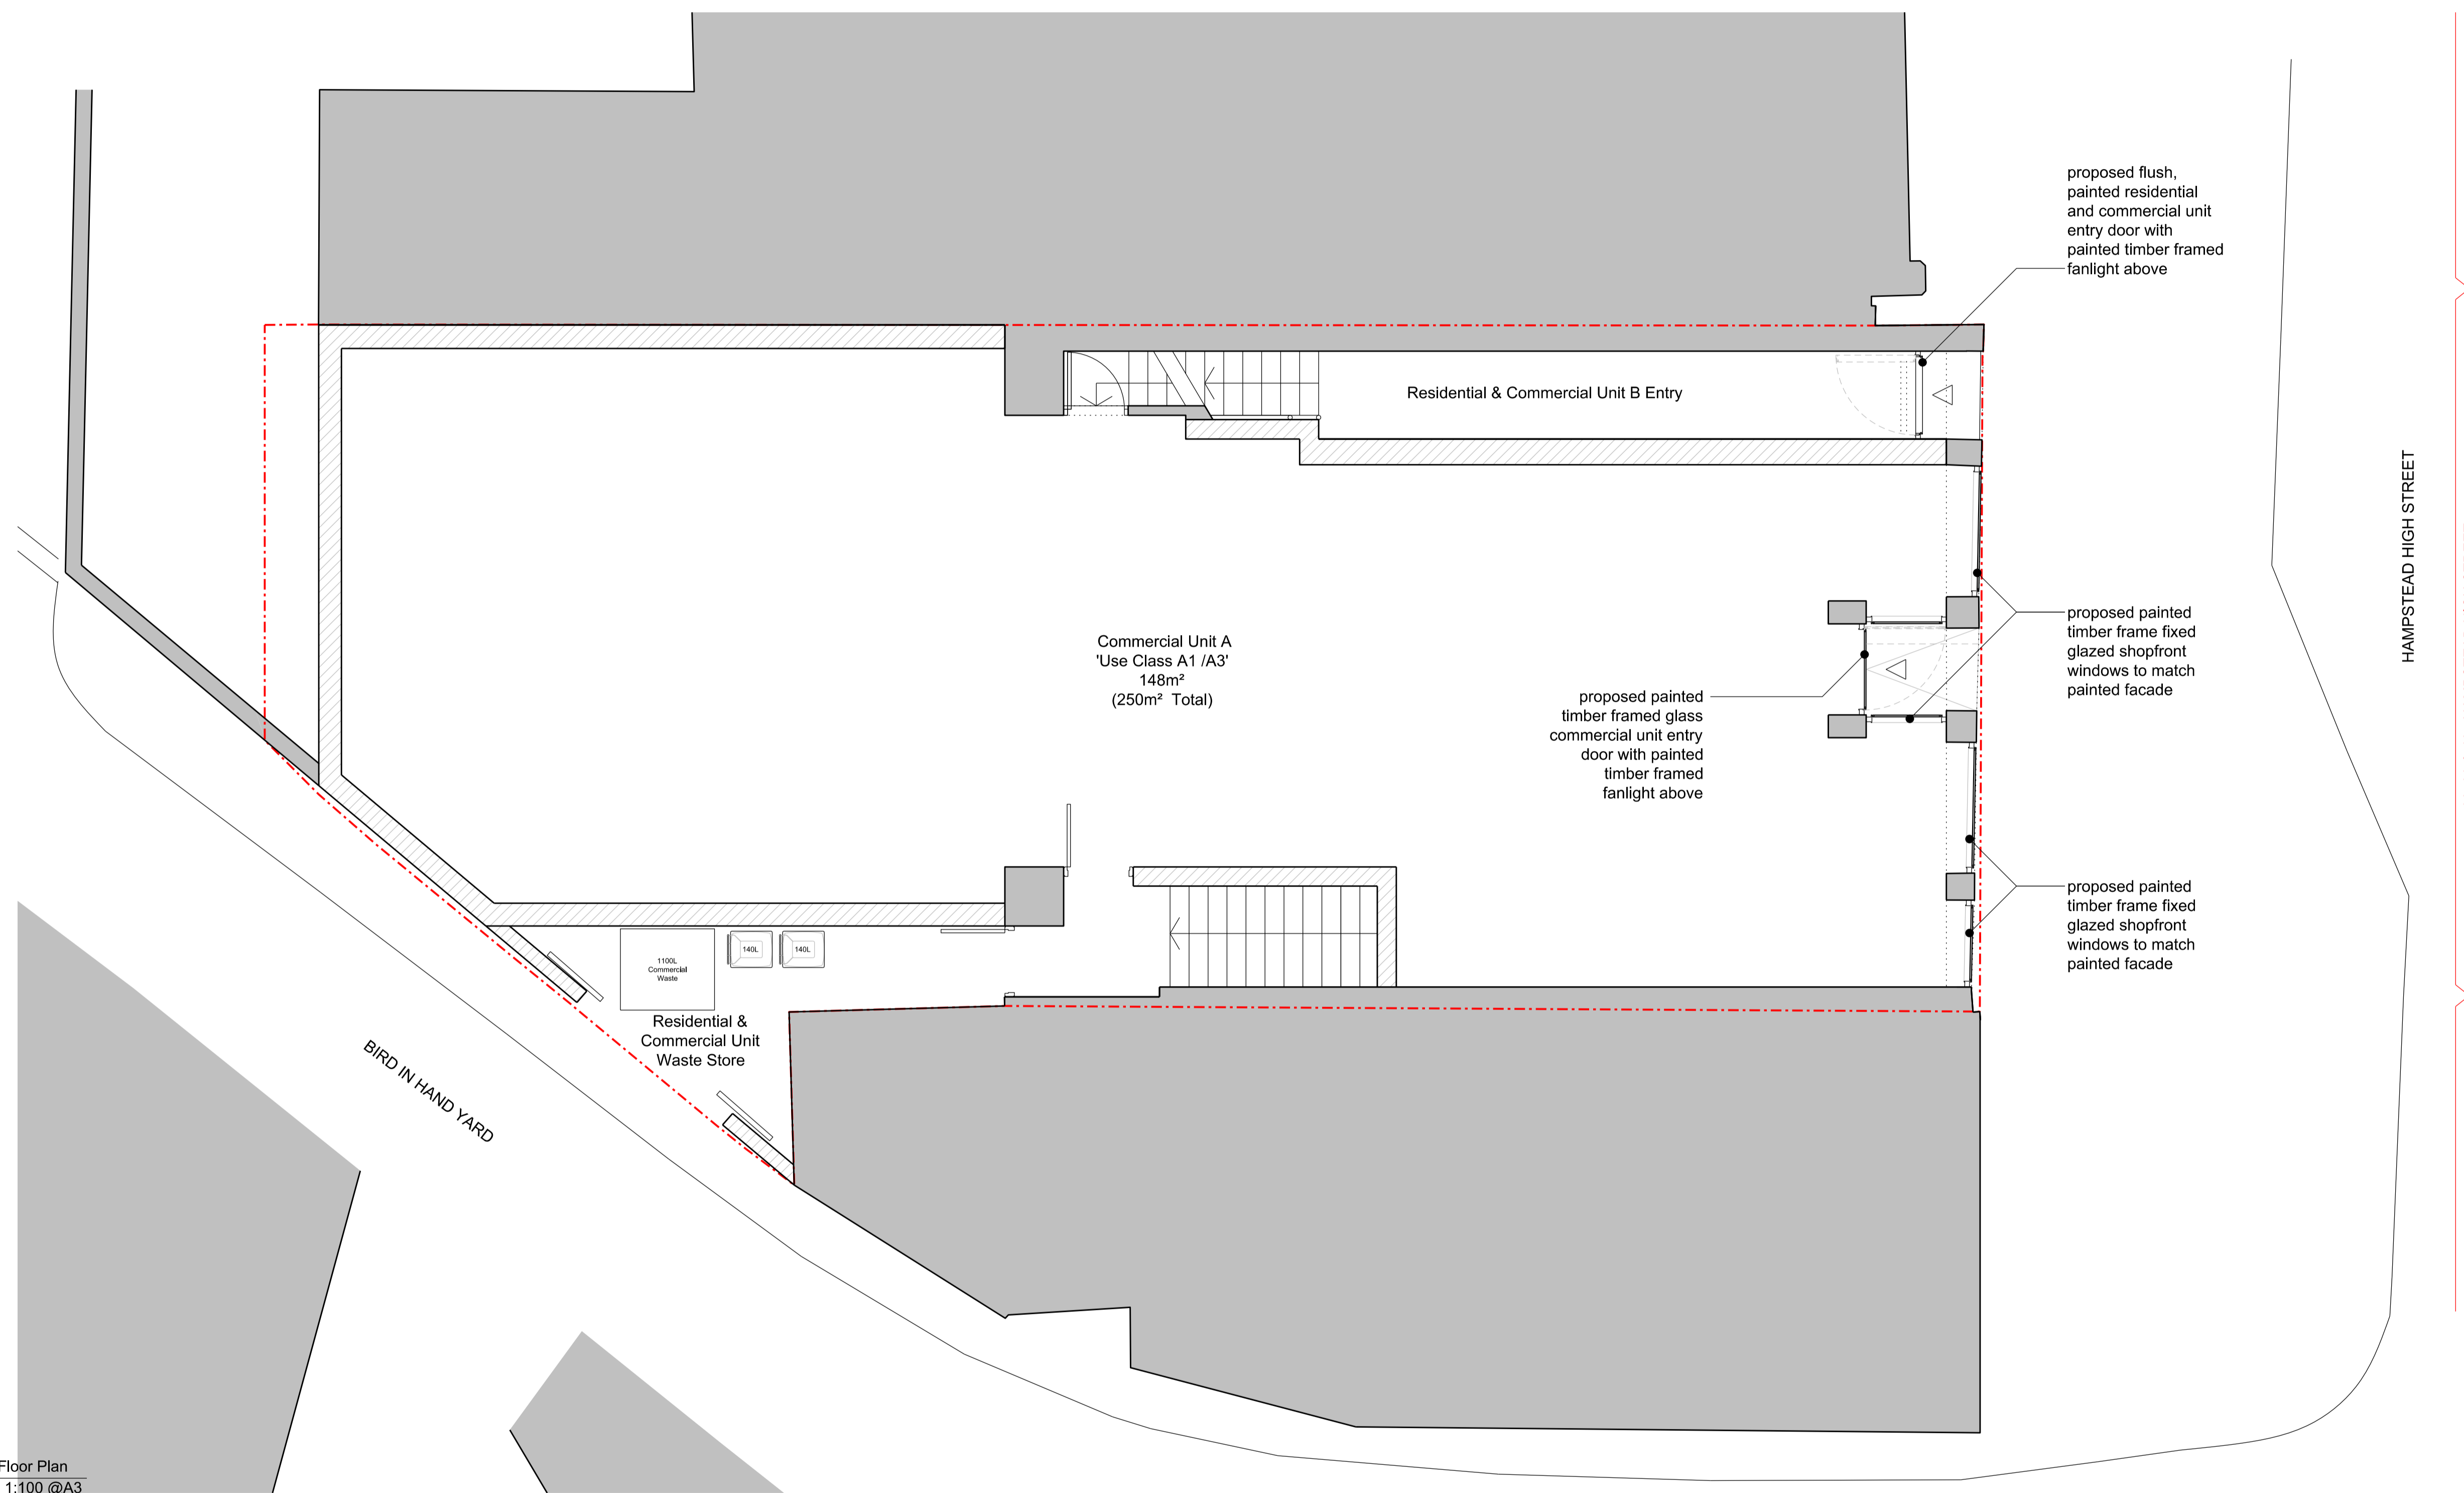 proposed flush,
painted residential
and commercial unit
entry door with
painted timber framed
fanlight above
Residential & Commercial Unit B Entry
HAMPSTEAD HIGH STREET
proposed painted
timber frame fixed
glazed shopfront
windows to match
painted facade
Commercial Unit A
'Use Class A1 /A3'
148m²
(250m² Total)
proposed painted
timber framed glass
commercial unit entry
door with painted
timber framed
fanlight above
proposed painted
timber frame fixed
glazed shopfront
windows to match
painted facade
140L
140L
1100L
Commercial
Waste
Residential &
Commercial Unit
Waste Store
BIRD IN HAND YARD
Floor Plan
1:100 @A3